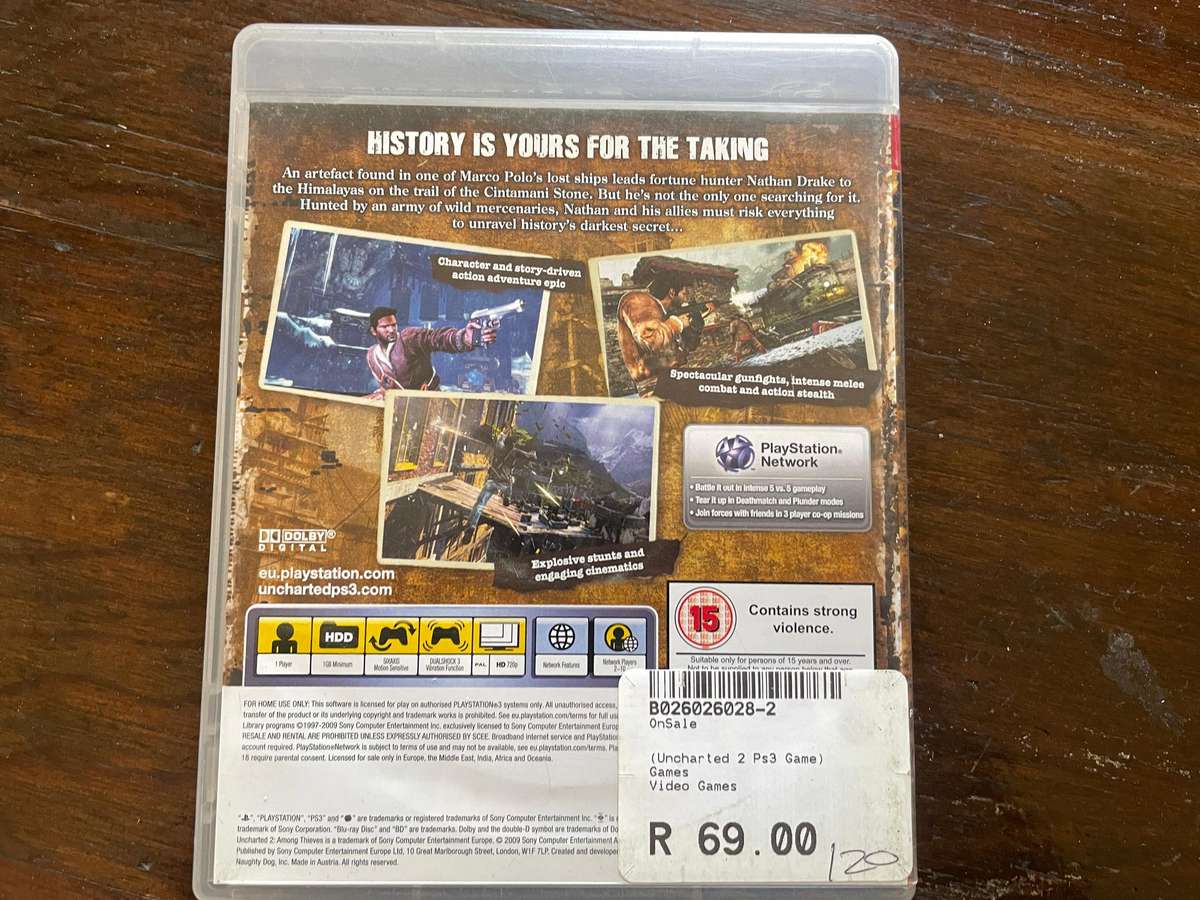 HISTORY IS YOURS FOR THE TAKING
An artefact found in one of Marco Polo's lost ships leads fortune hunter Nathan Drake to
the Himalayas on the trail of the Cintamani Stone. But he's not the only one searching for it.
Hunted by an army of wild mercenaries, Nathan and his allies must risk everything
to unravel history's darkest secret...
Character and story-driven
action adventure epic
Spectacular gunfights, intense melee
combat and action stealth
PlayStation®
Network
• Battle it out in intense 5 vs. 5 gameplay
• Tear it up in Deathmatch and Plunder modes
• Join forces with friends in 3 player co-op missions
Explosive stunts and
engaging cinematics
DOLBY®
DIGITAL
eu.playstation.com
unchartedps3.com
15
Contains strong
violence.
Suitable only for persons of 15 years and over.
Not to be supplied to any person below that age.
HDD
1 Player
1GB Minimum
SIXAXIS
Motion Sensitive
DUALSHOCK 3
Vibration Function
PAL
HD 720p
Network Features
Network Players
2-10
FOR HOME USE ONLY: This software is licensed for play on authorised PLAYSTATION®3 systems only. All unauthorised access,
transfer of the product or its underlying copyright and trademark works is prohibited. See eu.playstation.com/terms for full
Library programs ©1997-2009 Sony Computer Entertainment Inc. exclusively licensed to Sony Computer Entertainment
RESALE AND RENTAL ARE PROHIBITED UNLESS EXPRESSLY AUTHORISED BY SCEE. Broadband internet service and
account required. PlayStation®Network is subject to terms of use and may not be available, see eu.playstation.com/terms.
18 require parental consent. Licensed for sale only in Europe, the Middle East, India, Africa and Oceania.
", "PLAYSTATION", "PS3" and " " are trademarks or registered trademarks of Sony Computer Entertainment Inc. " " is
trademark of Sony Corporation. "Blu-ray Disc" and "BD" are trademarks. Dolby and the double-D symbol are trademarks of
Uncharted 2: Among Thieves is a trademark of Sony Computer Entertainment Europe. © 2009 Sony Computer Entertainment
Published by Sony Computer Entertainment Europe Ltd, 10 Great Marlborough Street, London, W1F 7LP. Created and
Naughty Dog, Inc. Made in Austria. All rights reserved.
B026026028-2
OnSale
(Uncharted 2 Ps3 Game)
Games
Video Games
R 69.00
120